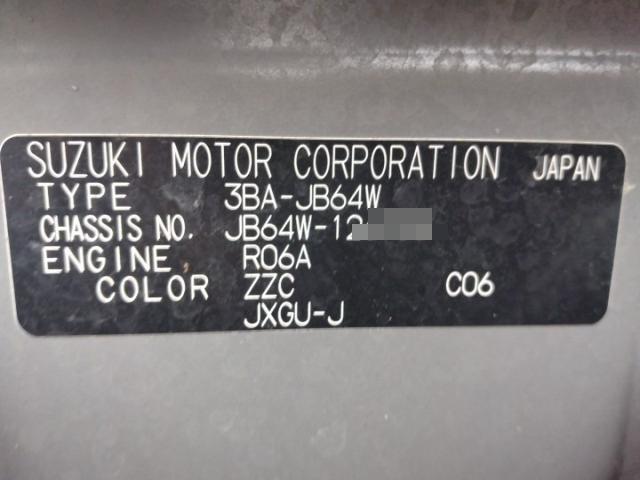 SUZUKI MOTOR CORPORATION JAPAN
TYPE 3BA-JB64W
CHASSIS NO. JB64W-12
ENGINE R06A
COLOR ZZC C06
JXGU-J